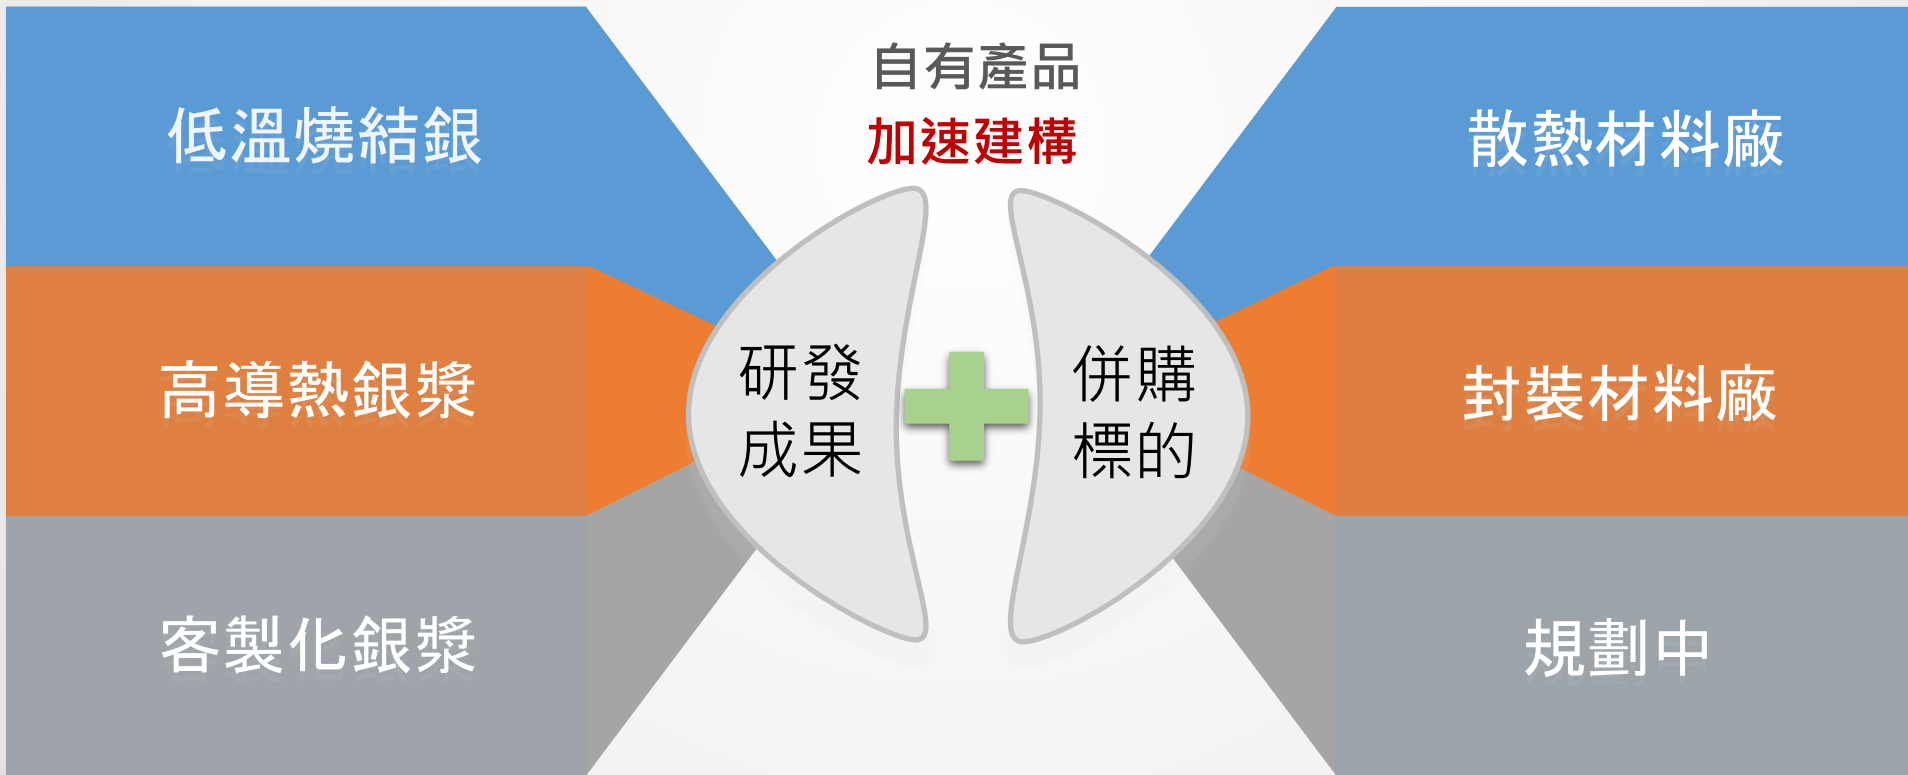 自有產品
加速建構
低溫燒結銀
高導熱銀漿
客製化銀漿
研發
成果
併購
標的
散熱材料廠
封裝材料廠
規劃中